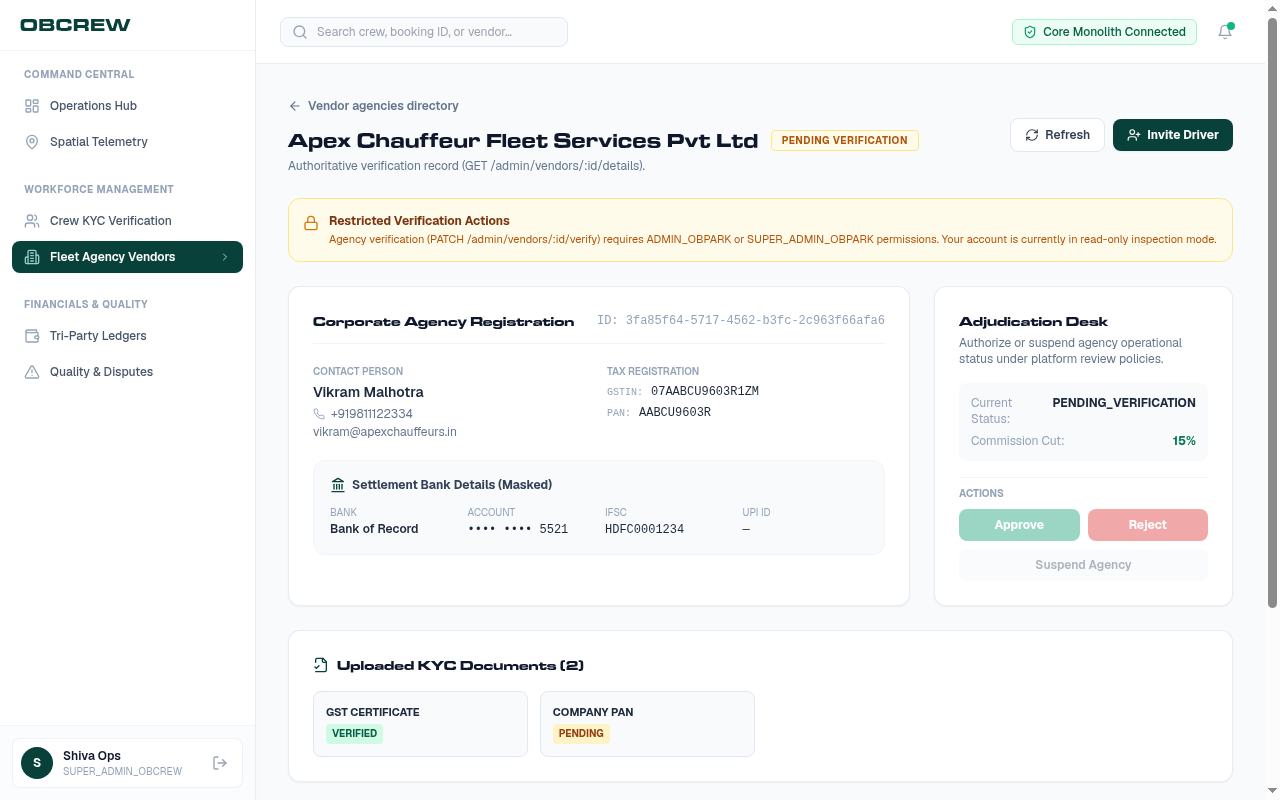 OBCREW
COMMAND CENTRAL
Operations Hub
Spatial Telemetry
WORKFORCE MANAGEMENT
Crew KYC Verification
Fleet Agency Vendors
FINANCIALS & QUALITY
Tri-Party Ledgers
Quality & Disputes
S
Shiva Ops
SUPER_ADMIN_OBCREW
Search crew, booking ID, or vendor...
Core Monolith Connected
Vendor agencies directory
Apex Chauffeur Fleet Services Pvt Ltd
PENDING VERIFICATION
Refresh
Invite Driver
Authoritative verification record (GET /admin/vendors/:id/details).
Restricted Verification Actions
Agency verification (PATCH /admin/vendors/:id/verify) requires ADMIN_OBPARK or SUPER_ADMIN_OBPARK permissions. Your account is currently in read-only inspection mode.
Corporate Agency Registration
ID: 3fa85f64-5717-4562-b3fc-2c963f66afa6
CONTACT PERSON
Vikram Malhotra
+919811122334
vikram@apexchauffeurs.in
TAX REGISTRATION
GSTIN: 07AABCU9603R1ZM
PAN: AABCU9603R
Settlement Bank Details (Masked)
BANK
Bank of Record
ACCOUNT
•••• •••• 5521
IFSC
HDFC0001234
UPI ID
—
Adjudication Desk
Authorize or suspend agency operational
status under platform review policies.
Current
Status:
PENDING_VERIFICATION
Commission Cut:
15%
ACTIONS
Approve
Reject
Suspend Agency
Uploaded KYC Documents (2)
GST CERTIFICATE
VERIFIED
COMPANY PAN
PENDING